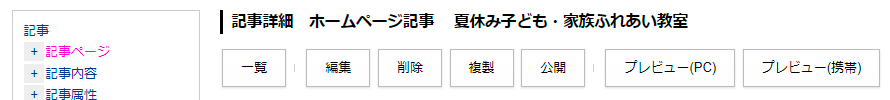 記事
+ 記事ページ
+ 記事内容
+ 記事属性
記事詳細　ホームページ記事　夏休み子ども・家族ふれあい教室
一覧 編集 削除 複製 公開 プレビュー(PC) プレビュー(携帯)